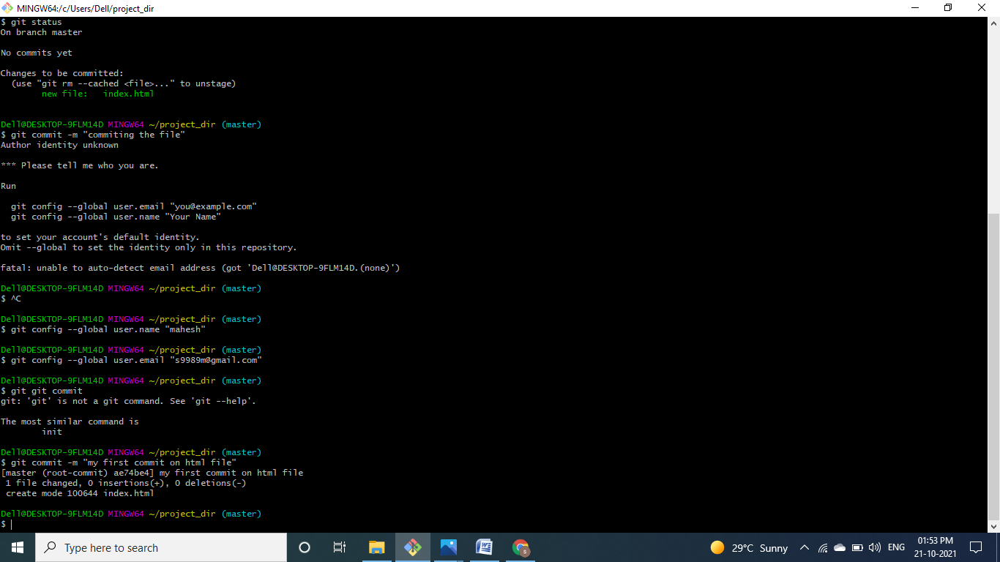 MINGW64:/c/Users/Dell/project_dir
$ git status
On branch master
No commits yet
Changes to be committed:
(use "git rm --cached <file>..." to unstage)
new file:   index.html
Dell@DESKTOP-9FLM14D MINGW64 ~/project_dir (master)
$ git commit -m "commiting the file"
Author identity unknown
*** Please tell me who you are.
Run
git config --global user.email "you@example.com"
git config --global user.name "Your Name"
to set your account's default identity.
Omit --global to set the identity only in this repository.
fatal: unable to auto-detect email address (got 'Dell@DESKTOP-9FLM14D.(none)')
Dell@DESKTOP-9FLM14D MINGW64 ~/project_dir (master)
$ ^C
Dell@DESKTOP-9FLM14D MINGW64 ~/project_dir (master)
$ git config --global user.name "mahesh"
Dell@DESKTOP-9FLM14D MINGW64 ~/project_dir (master)
$ git config --global user.email "s9989m@gmail.com"
Dell@DESKTOP-9FLM14D MINGW64 ~/project_dir (master)
$ git git commit
git: 'git' is not a git command. See 'git --help'.
The most similar command is
init
Dell@DESKTOP-9FLM14D MINGW64 ~/project_dir (master)
$ git commit -m "my first commit on html file"
[master (root-commit) ae74be4] my first commit on html file
1 file changed, 0 insertions(+), 0 deletions(-)
create mode 100644 index.html
Dell@DESKTOP-9FLM14D MINGW64 ~/project_dir (master)
$
Type here to search
29°C Sunny
ENG
01:53 PM
21-10-2021